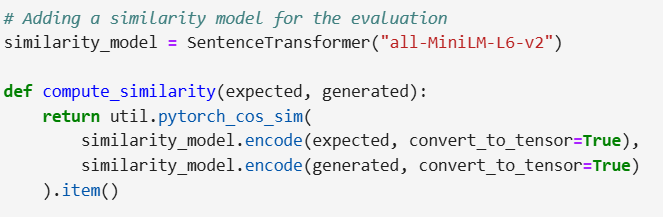 # Adding a similarity model for the evaluation
similarity_model = SentenceTransformer("all-MiniLM-L6-v2")

def compute_similarity(expected, generated):
    return util.pytorch_cos_sim(
        similarity_model.encode(expected, convert_to_tensor=True),
        similarity_model.encode(generated, convert_to_tensor=True)
    ).item()